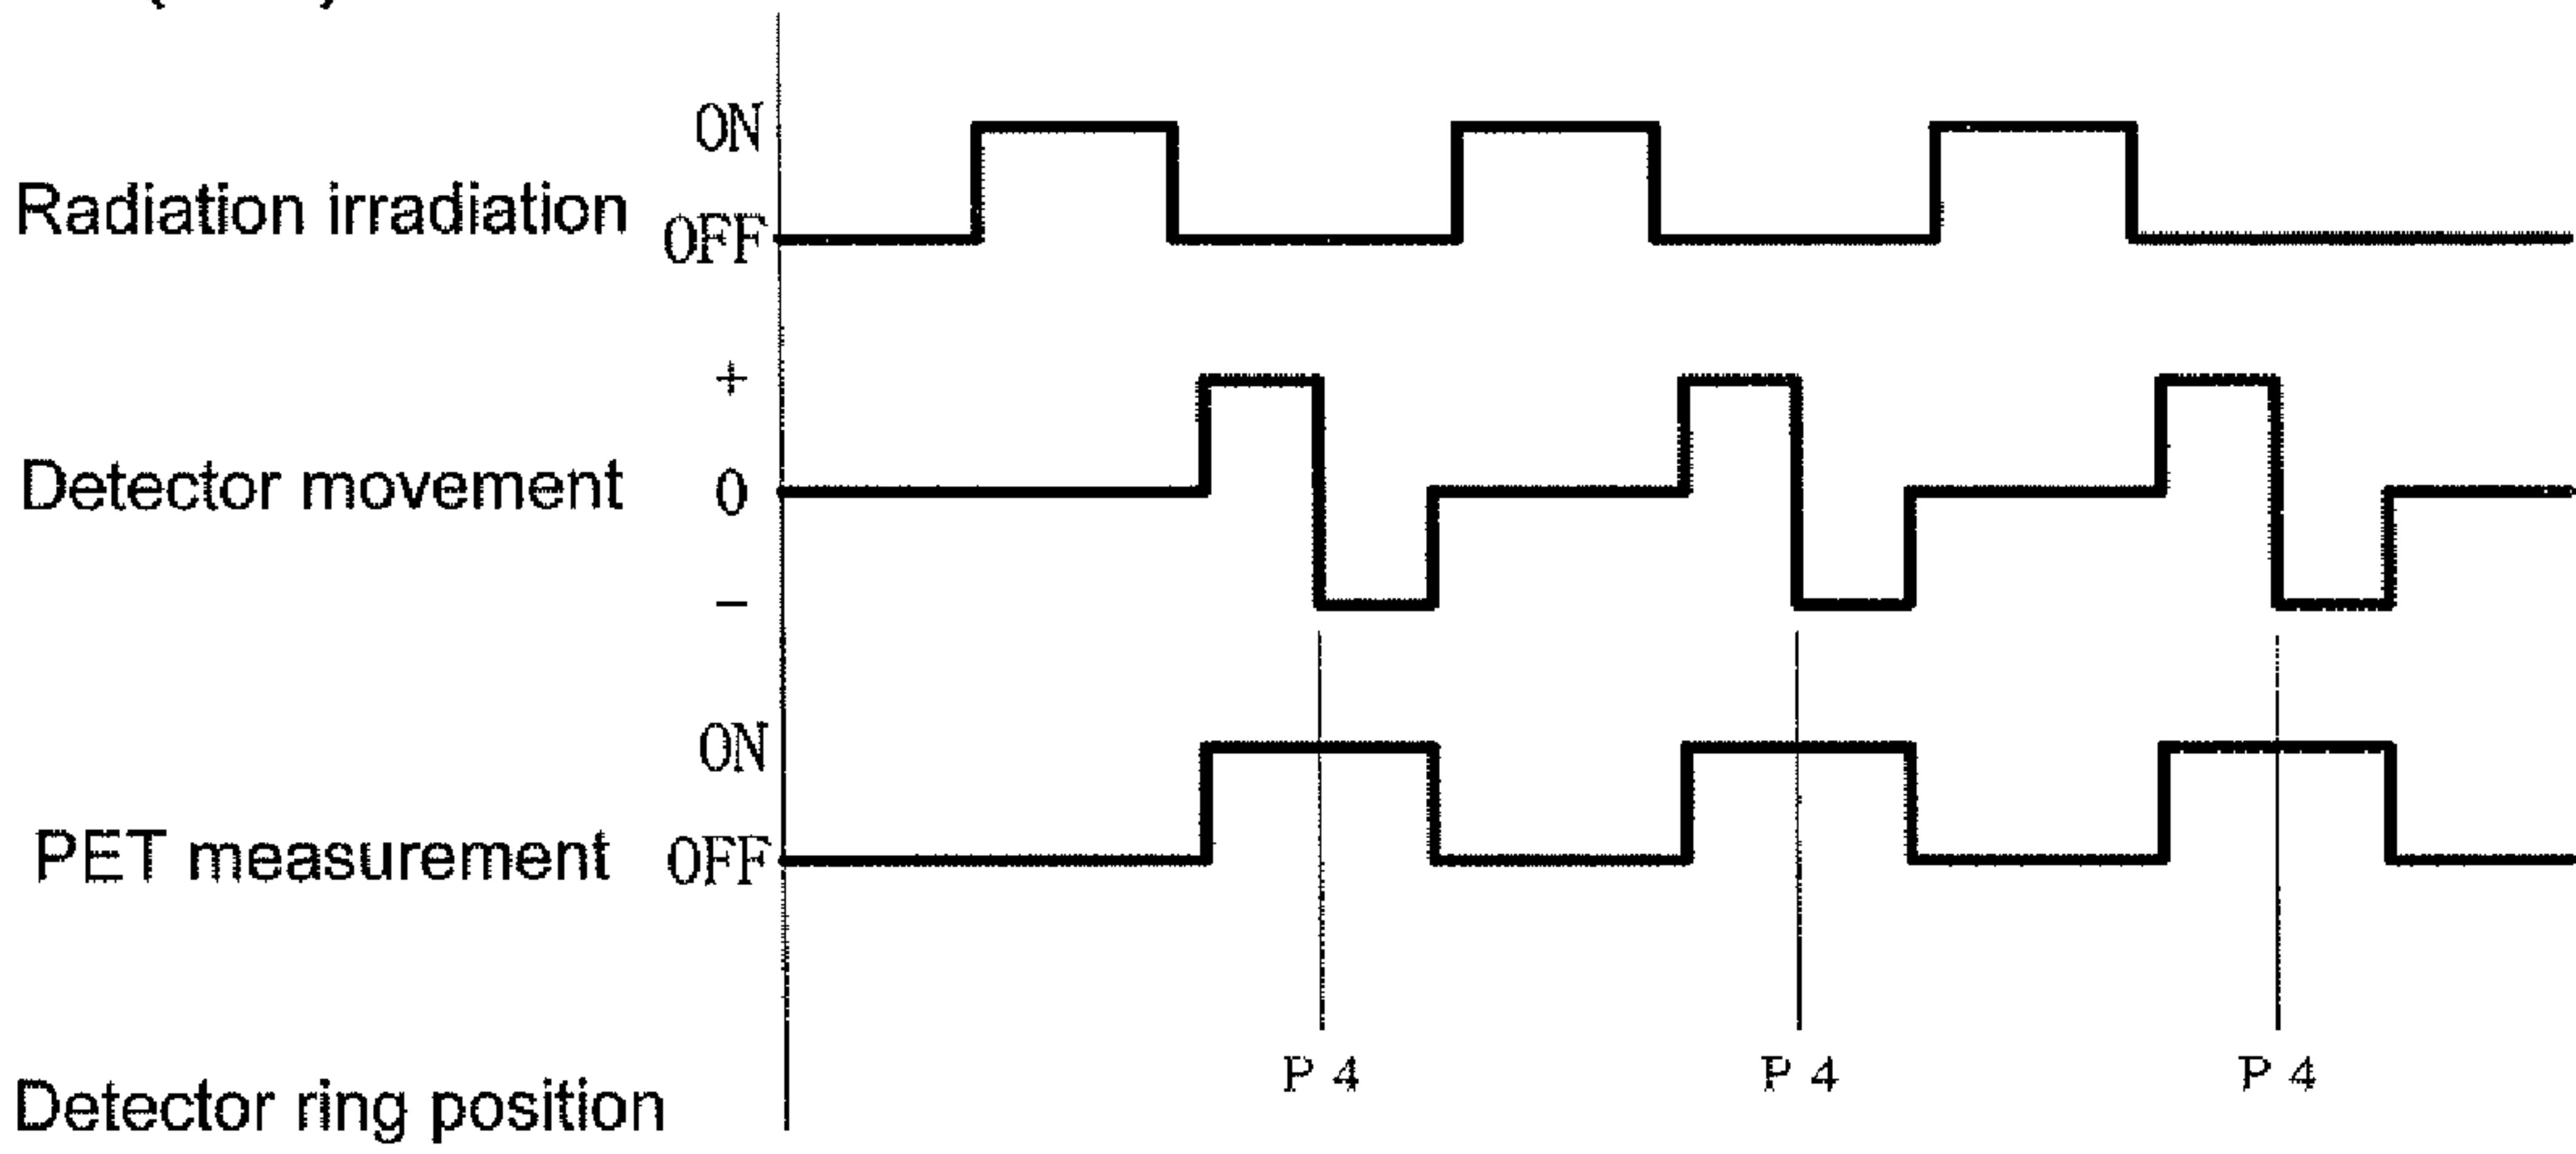 ON
Radiation irradiation OFF
+
Detector movement 0
−
ON
PET measurement OFF
P 4 P 4 P 4
Detector ring position